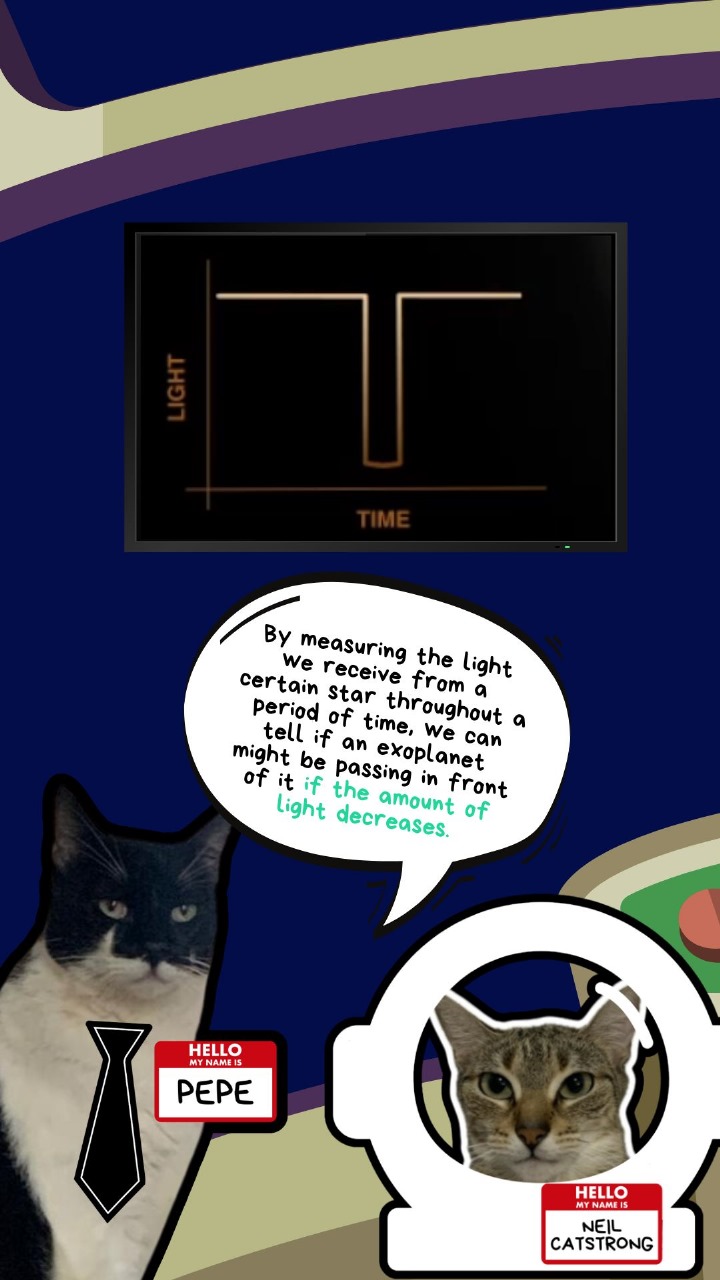 LIGHT
TIME
By measuring the light
we receive from a
certain star throughout a
period of time, we can
tell if an exoplanet
might be passing in front
of it if the amount of
light decreases.
HELLO
MY NAME IS
PEPE
HELLO
MY NAME IS
NEIL
CATSTRONG